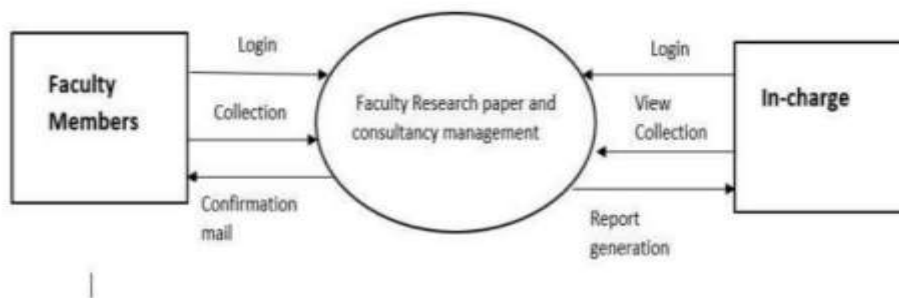 Faculty
Members
Login
Collection
Confirmation
mail
Faculty Research paper and
consultancy management
Login
View
Collection
Report
generation
In-charge